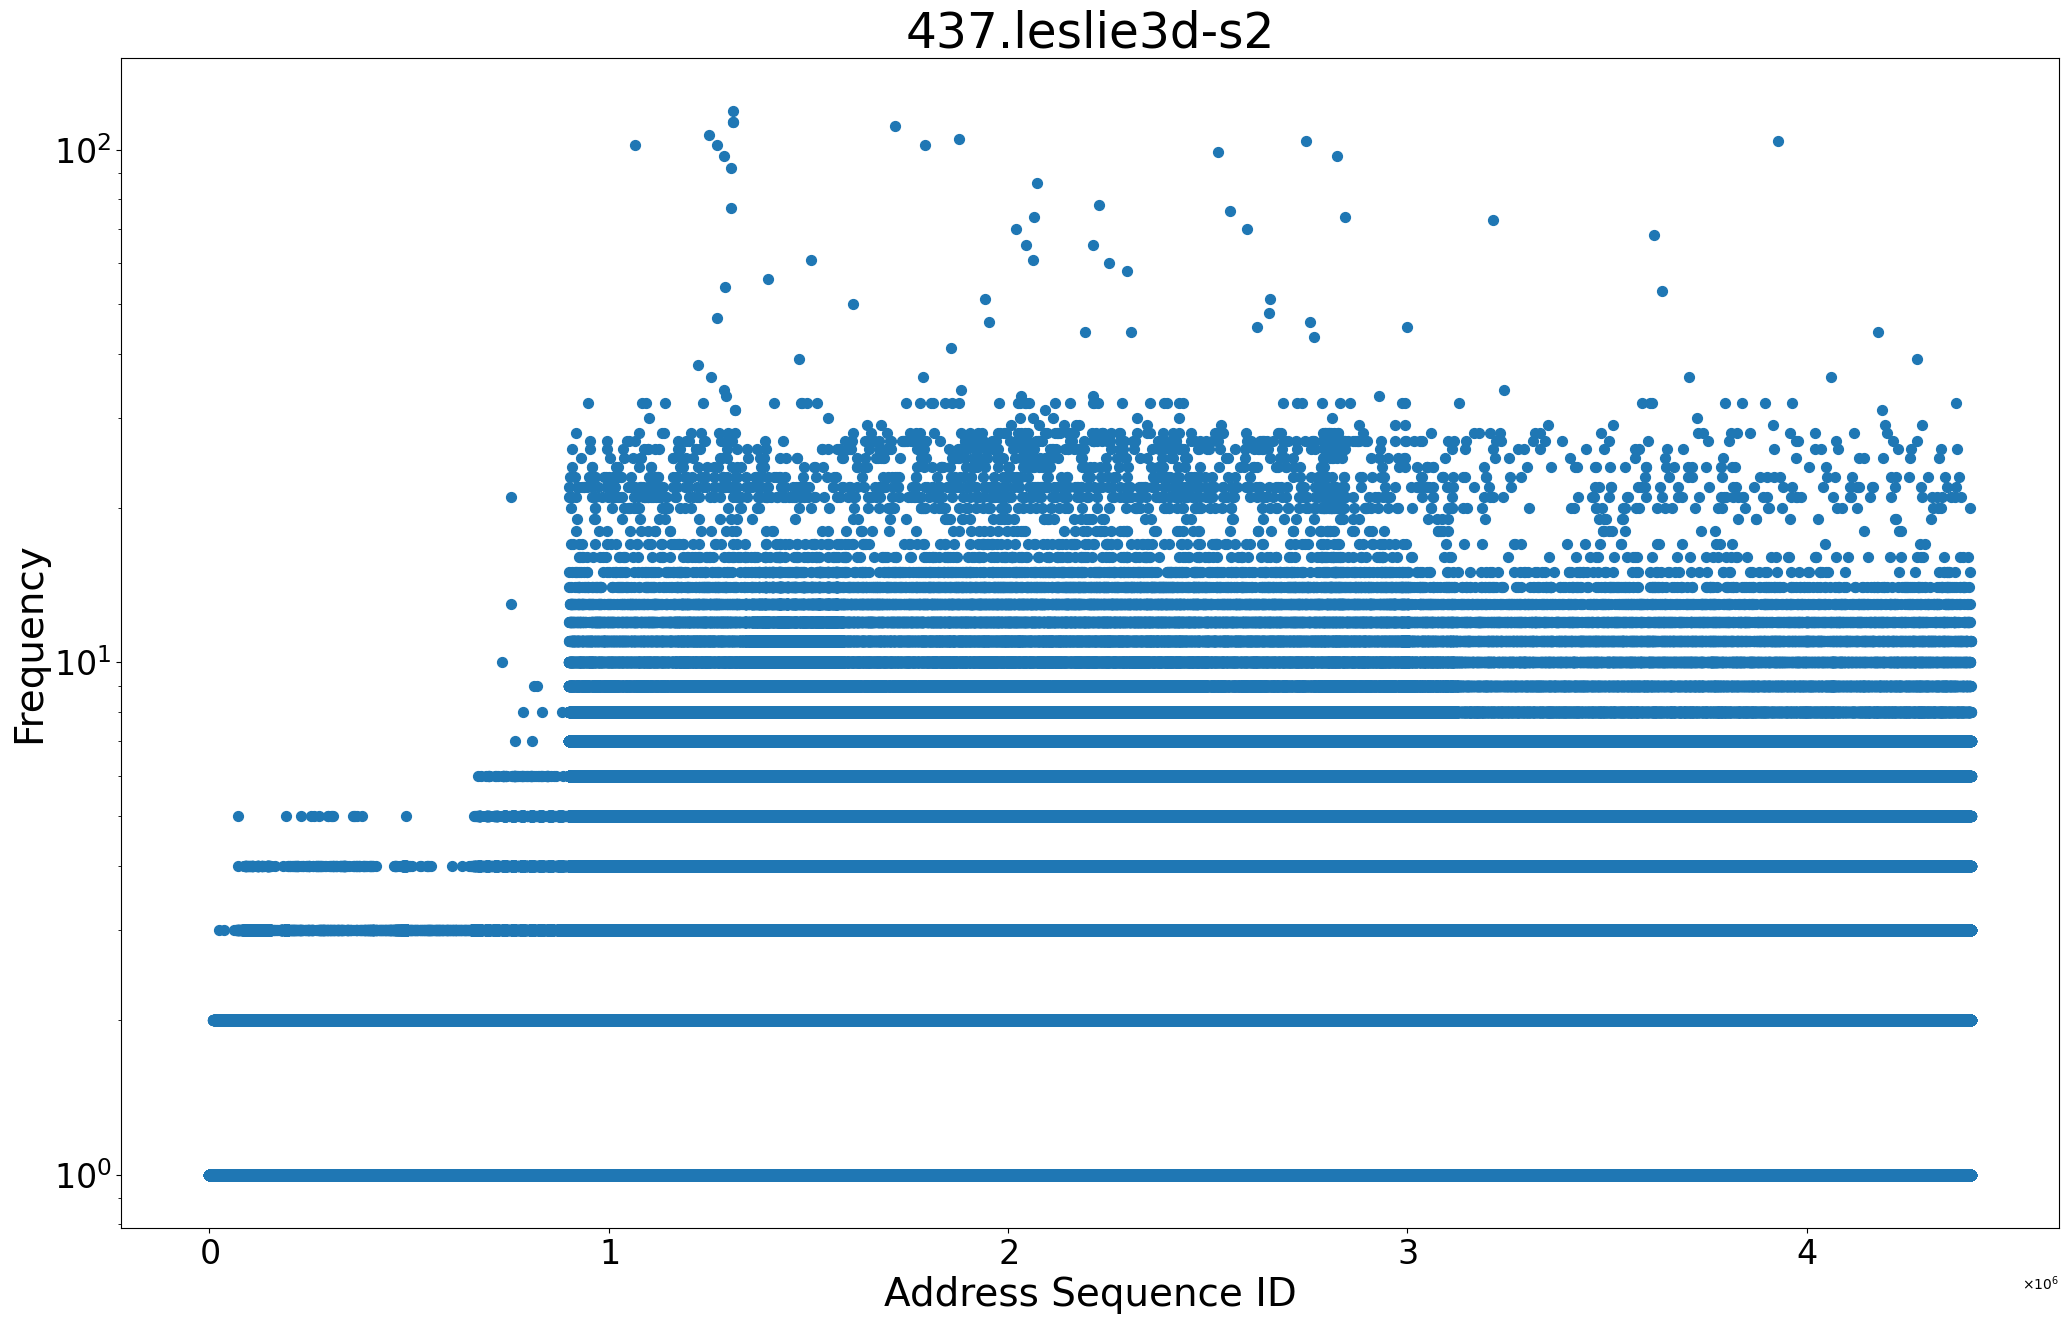 437.leslie3d-s2
10²
10¹
10⁰
Frequency
0 1 2 3 4
×10⁶
Address Sequence ID